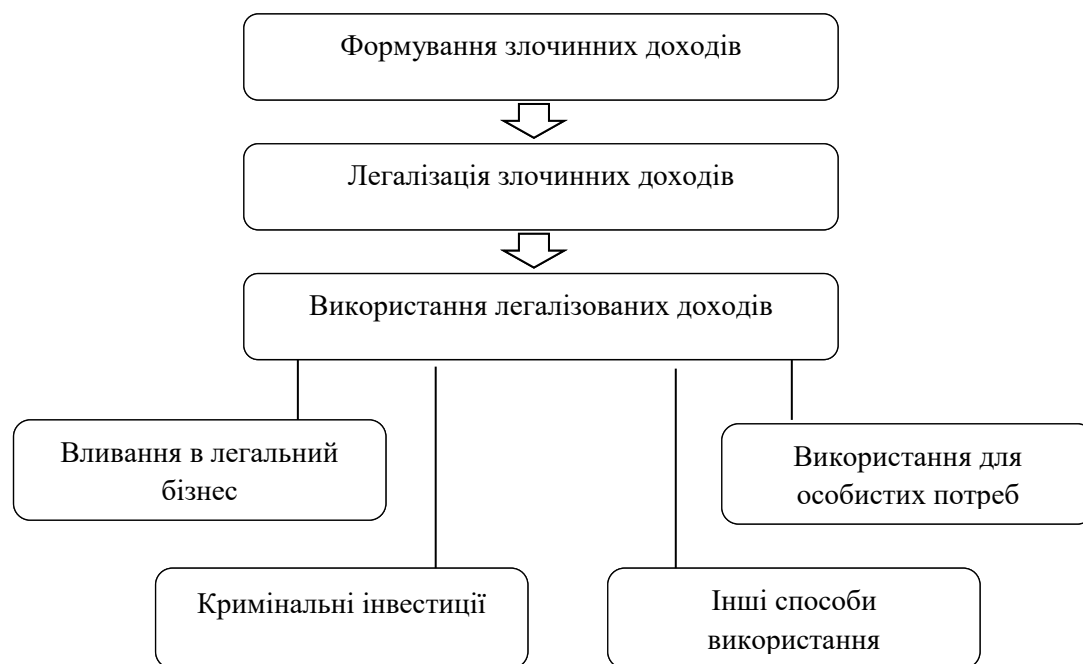 Формування злочинних доходів
Легалізація злочинних доходів
Використання легалізованих доходів
Вливання в легальний
бізнес
Використання для
особистих потреб
Кримінальні інвестиції
Інші способи
використання